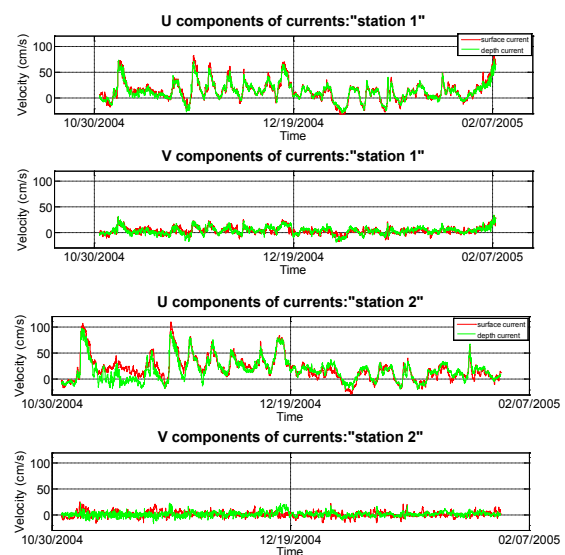 U components of currents:"station 1"
surface current
depth current
Velocity (cm/s)
100
50
0
10/30/2004
12/19/2004
02/07/2005
Time
V components of currents:"station 1"
Velocity (cm/s)
100
50
0
10/30/2004
12/19/2004
02/07/2005
Time
U components of currents:"station 2"
surface current
depth current
Velocity (cm/s)
100
50
0
10/30/2004
12/19/2004
02/07/2005
Time
V components of currents:"station 2"
Velocity (cm/s)
100
50
0
10/30/2004
12/19/2004
02/07/2005
Time